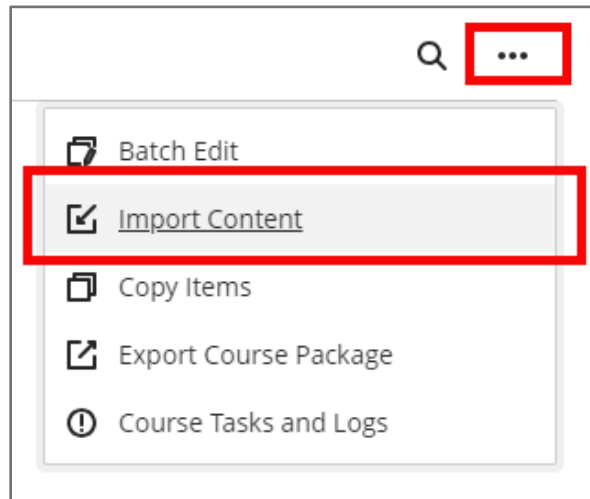 Batch Edit
Import Content
Copy Items
Export Course Package
Course Tasks and Logs